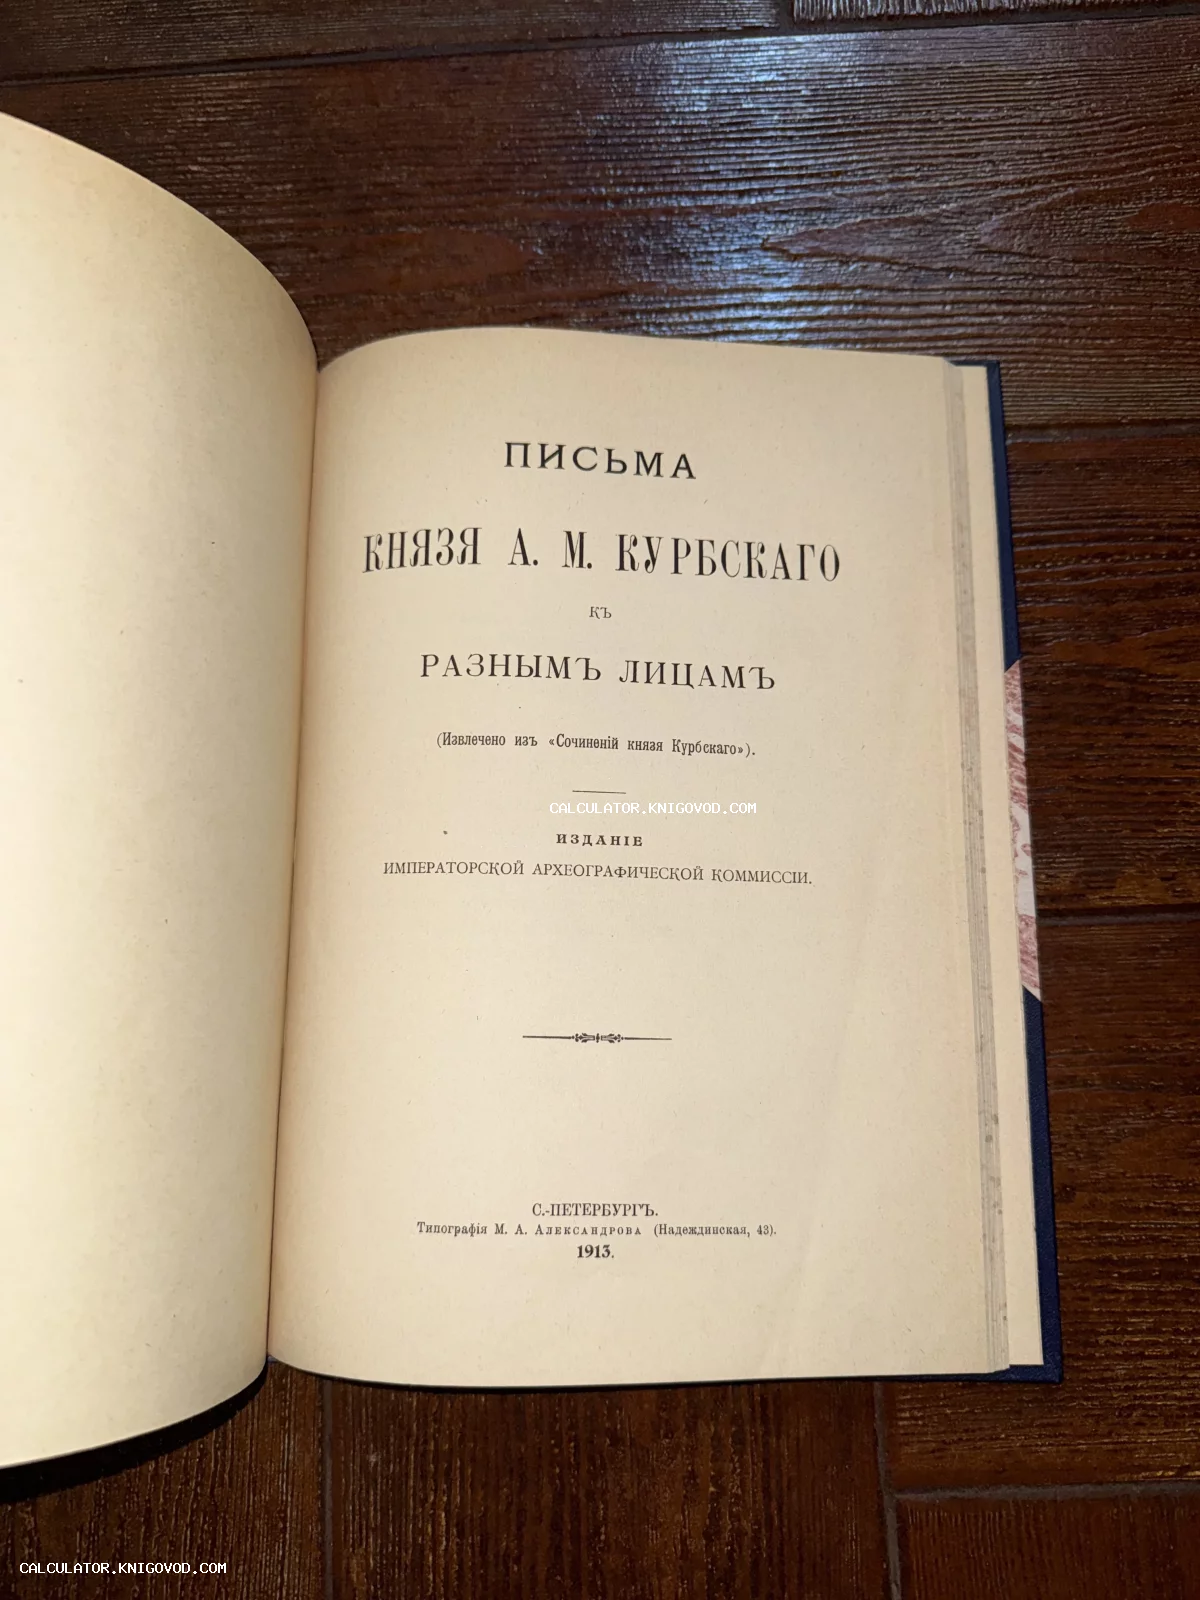 ПИСЬМА
КНЯЗЯ А. М. КУРБСКАГО
КЪ
РАЗНЫМЪ ЛИЦАМЪ
(Извлечено изъ «Сочиненій князя Курбскаго»).
CALCULATOR.KNIGOVOD.COM
ИЗДАНІЕ
ИМПЕРАТОРСКОЙ АРХЕОГРАФИЧЕСКОЙ КОММИССІИ.
С.-ПЕТЕРБУРГЪ.
Типографія М. А. Александрова (Надеждинская, 43).
1913.
CALCULATOR.KNIGOVOD.COM